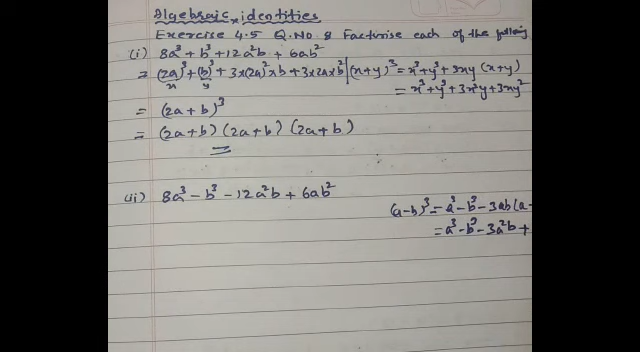 Algebraic identities
Exercise 4.5 Q.No 8 Factorise each of the following
(i) 8a³ + b³ + 12a²b + 6ab²
= (2a)³ + (b)³ + 3×(2a)²×b + 3×2a×b² | (x+y)³ = x³+y³+3xy(x+y)
x y = x³+y³+3x²y+3xy²
= (2a+b)³
= (2a+b) (2a+b) (2a+b)
(ii) 8a³ - b³ - 12a²b + 6ab²
(a-b)³ = a³-b³-3ab(a-
= a³-b³-3a²b+